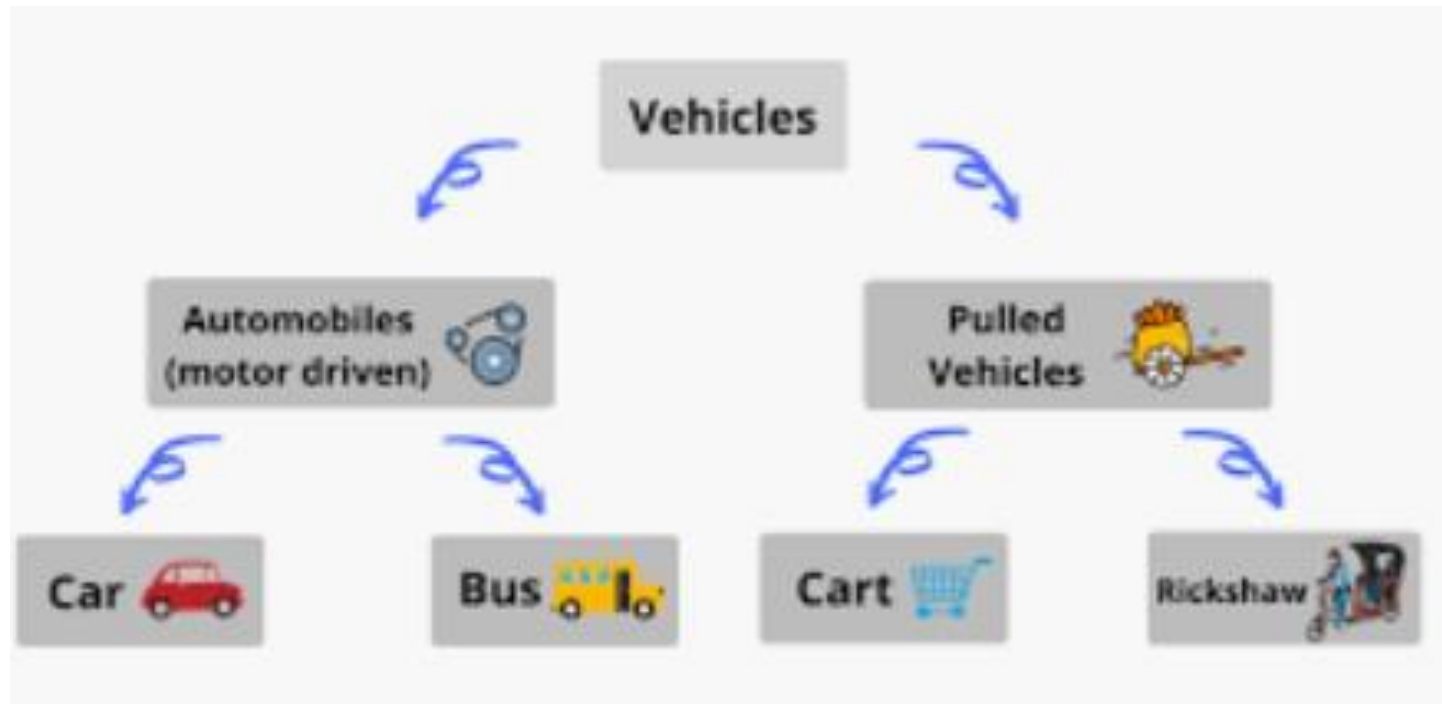 Vehicles
Automobiles
(motor driven)
Pulled
Vehicles
Car
Bus
Cart
Rickshaw